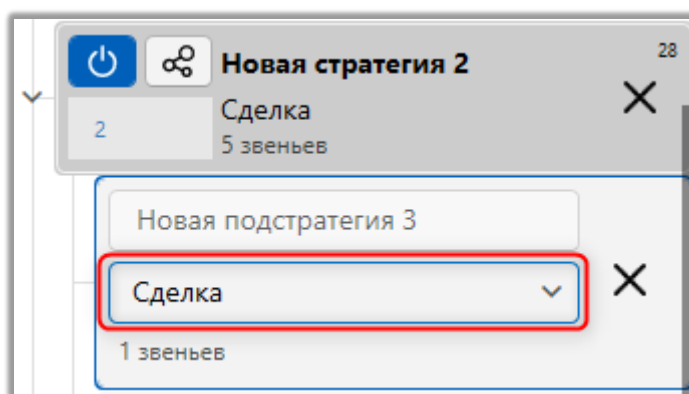 Новая стратегия 2
28
Сделка
2
5 звеньев
Новая подстратегия 3
Сделка
1 звеньев